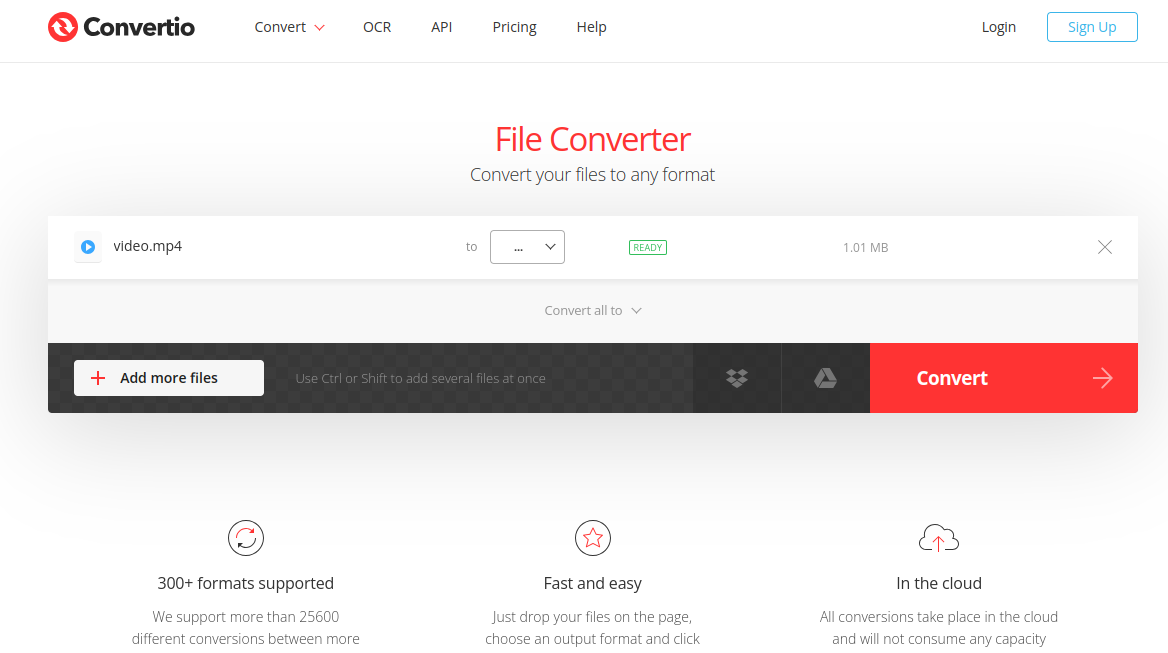 Convertio Convert OCR API Pricing Help Login Sign Up
File Converter
Convert your files to any format
video.mp4 to ... READY 1.01 MB
Convert all to
Add more files Use Ctrl or Shift to add several files at once Convert
300+ formats supported
We support more than 25600
different conversions between more
Fast and easy
Just drop your files on the page,
choose an output format and click
In the cloud
All conversions take place in the cloud
and will not consume any capacity